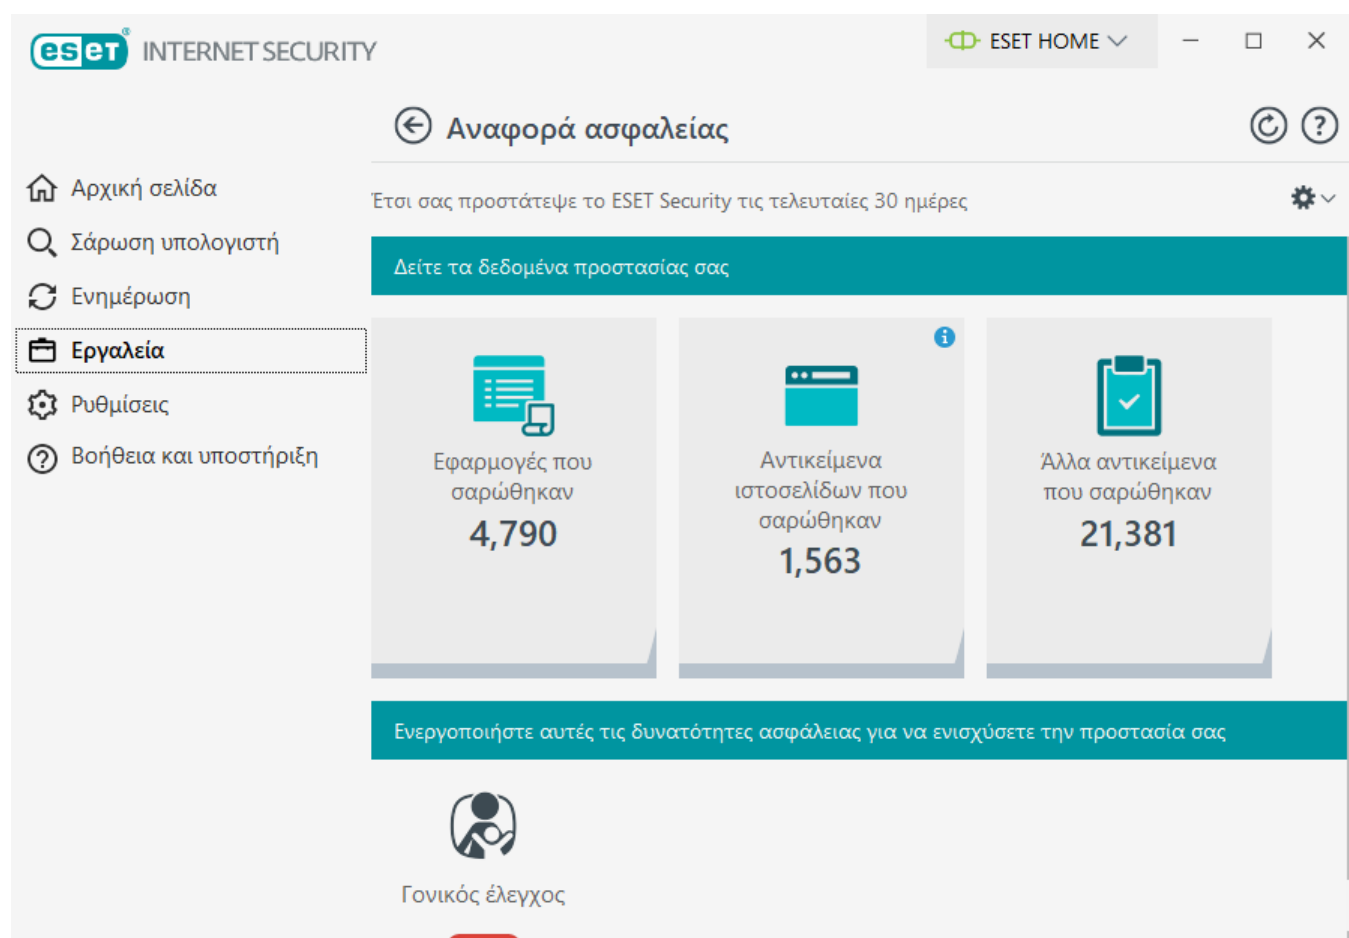 eset INTERNET SECURITY
ESET HOME
Αναφορά ασφαλείας
Αρχική σελίδα
Σάρωση υπολογιστή
Ενημέρωση
Εργαλεία
Ρυθμίσεις
Βοήθεια και υποστήριξη
Έτσι σας προστάτεψε το ESET Security τις τελευταίες 30 ημέρες
Δείτε τα δεδομένα προστασίας σας
Εφαρμογές που
σαρώθηκαν
4,790
Αντικείμενα
ιστοσελίδων που
σαρώθηκαν
1,563
Άλλα αντικείμενα
που σαρώθηκαν
21,381
Ενεργοποιήστε αυτές τις δυνατότητες ασφάλειας για να ενισχύσετε την προστασία σας
Γονικός έλεγχος